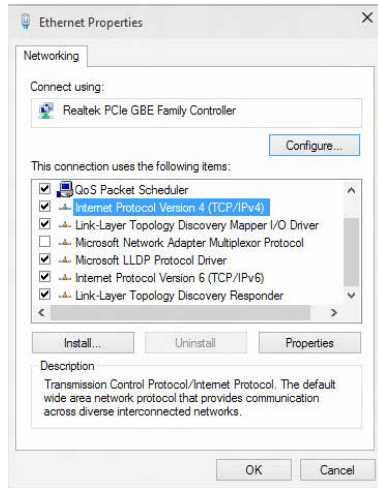 Ethernet Properties
Networking
Connect using:
Realtek PCIe GBE Family Controller
Configure...
This connection uses the following items:
QoS Packet Scheduler
Internet Protocol Version 4 (TCP/IPv4)
Link-Layer Topology Discovery Mapper I/O Driver
Microsoft Network Adapter Multiplexor Protocol
Microsoft LLDP Protocol Driver
Internet Protocol Version 6 (TCP/IPv6)
Link-Layer Topology Discovery Responder
Install...
Uninstall
Properties
Description
Transmission Control Protocol/Internet Protocol. The default
wide area network protocol that provides communication
across diverse interconnected networks.
OK
Cancel